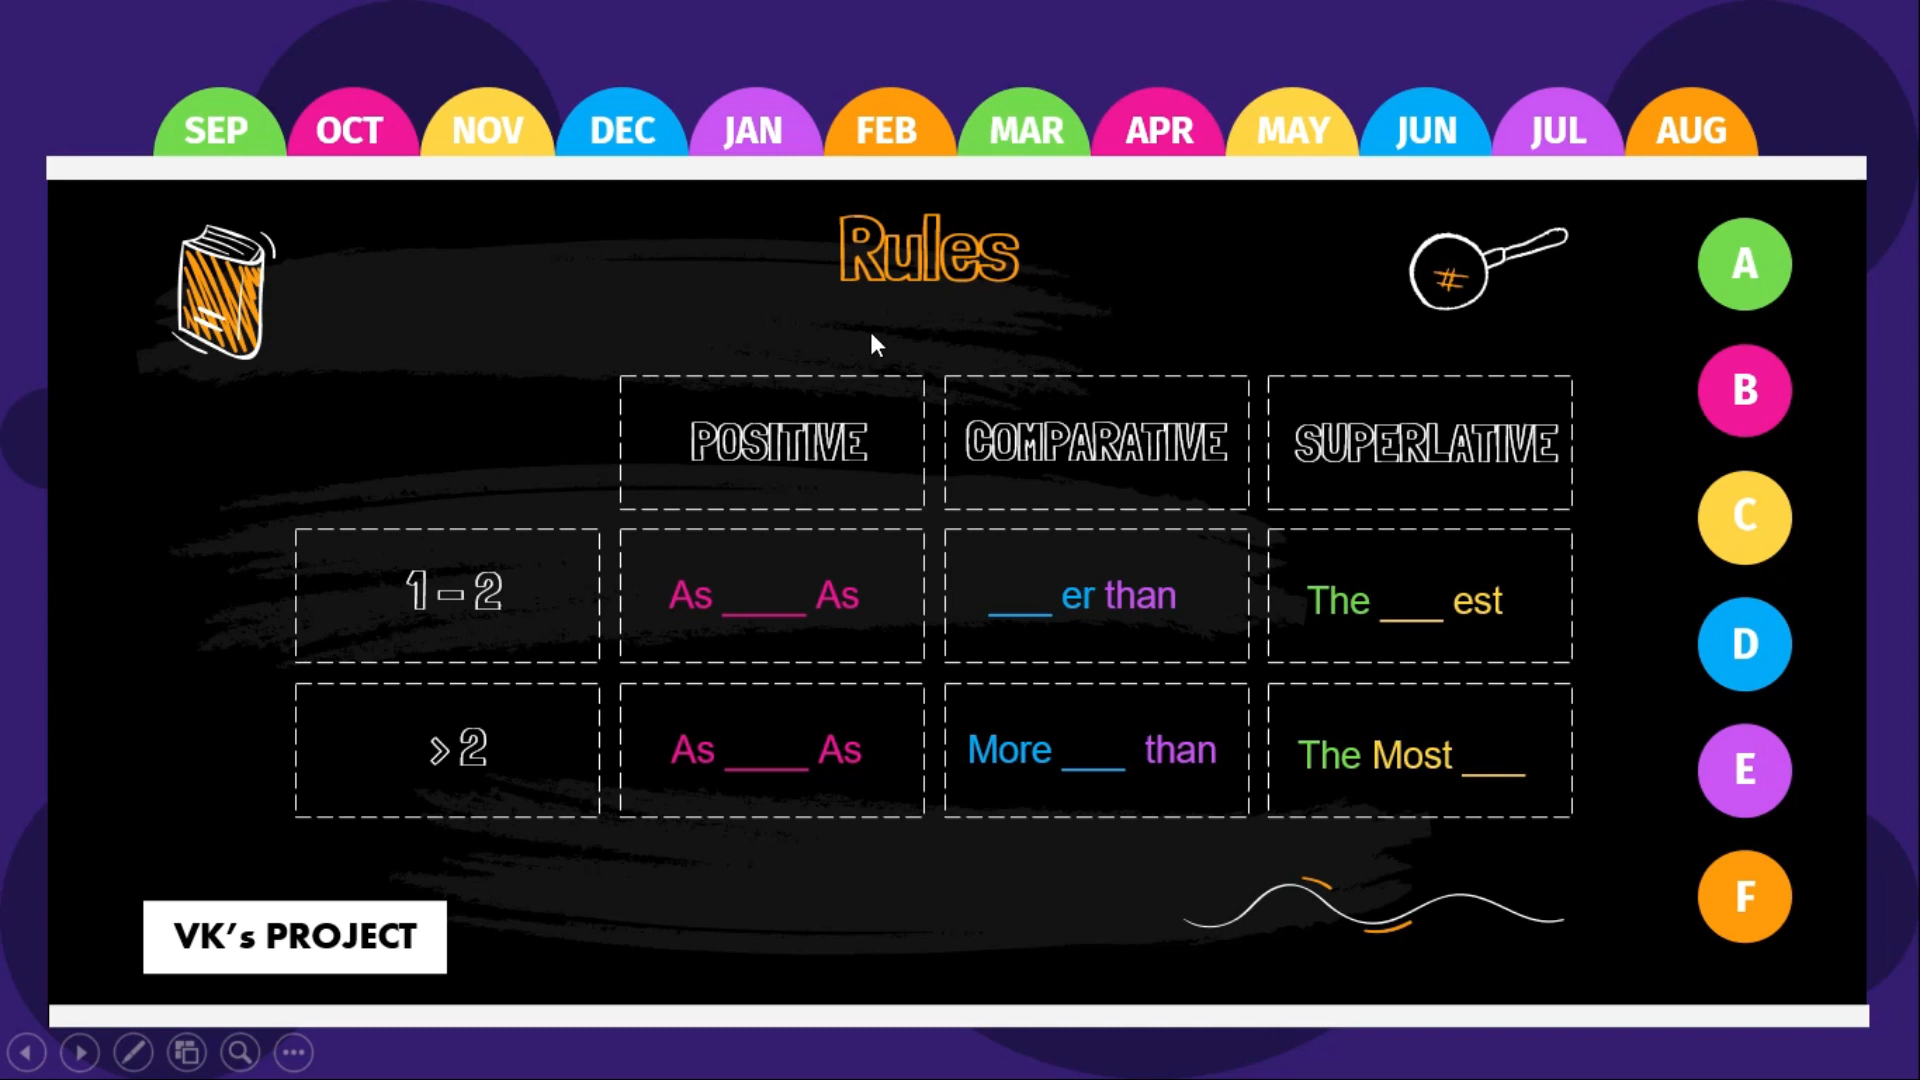 SEP OCT NOV DEC JAN FEB MAR APR MAY JUN JUL AUG
Rules
A
B
POSITIVE COMPARATIVE SUPERLATIVE
C
1-2 As ____ As ___ er than The ___ est
D
>2 As ____ As More ___ than The Most ___
E
F
VK’s PROJECT